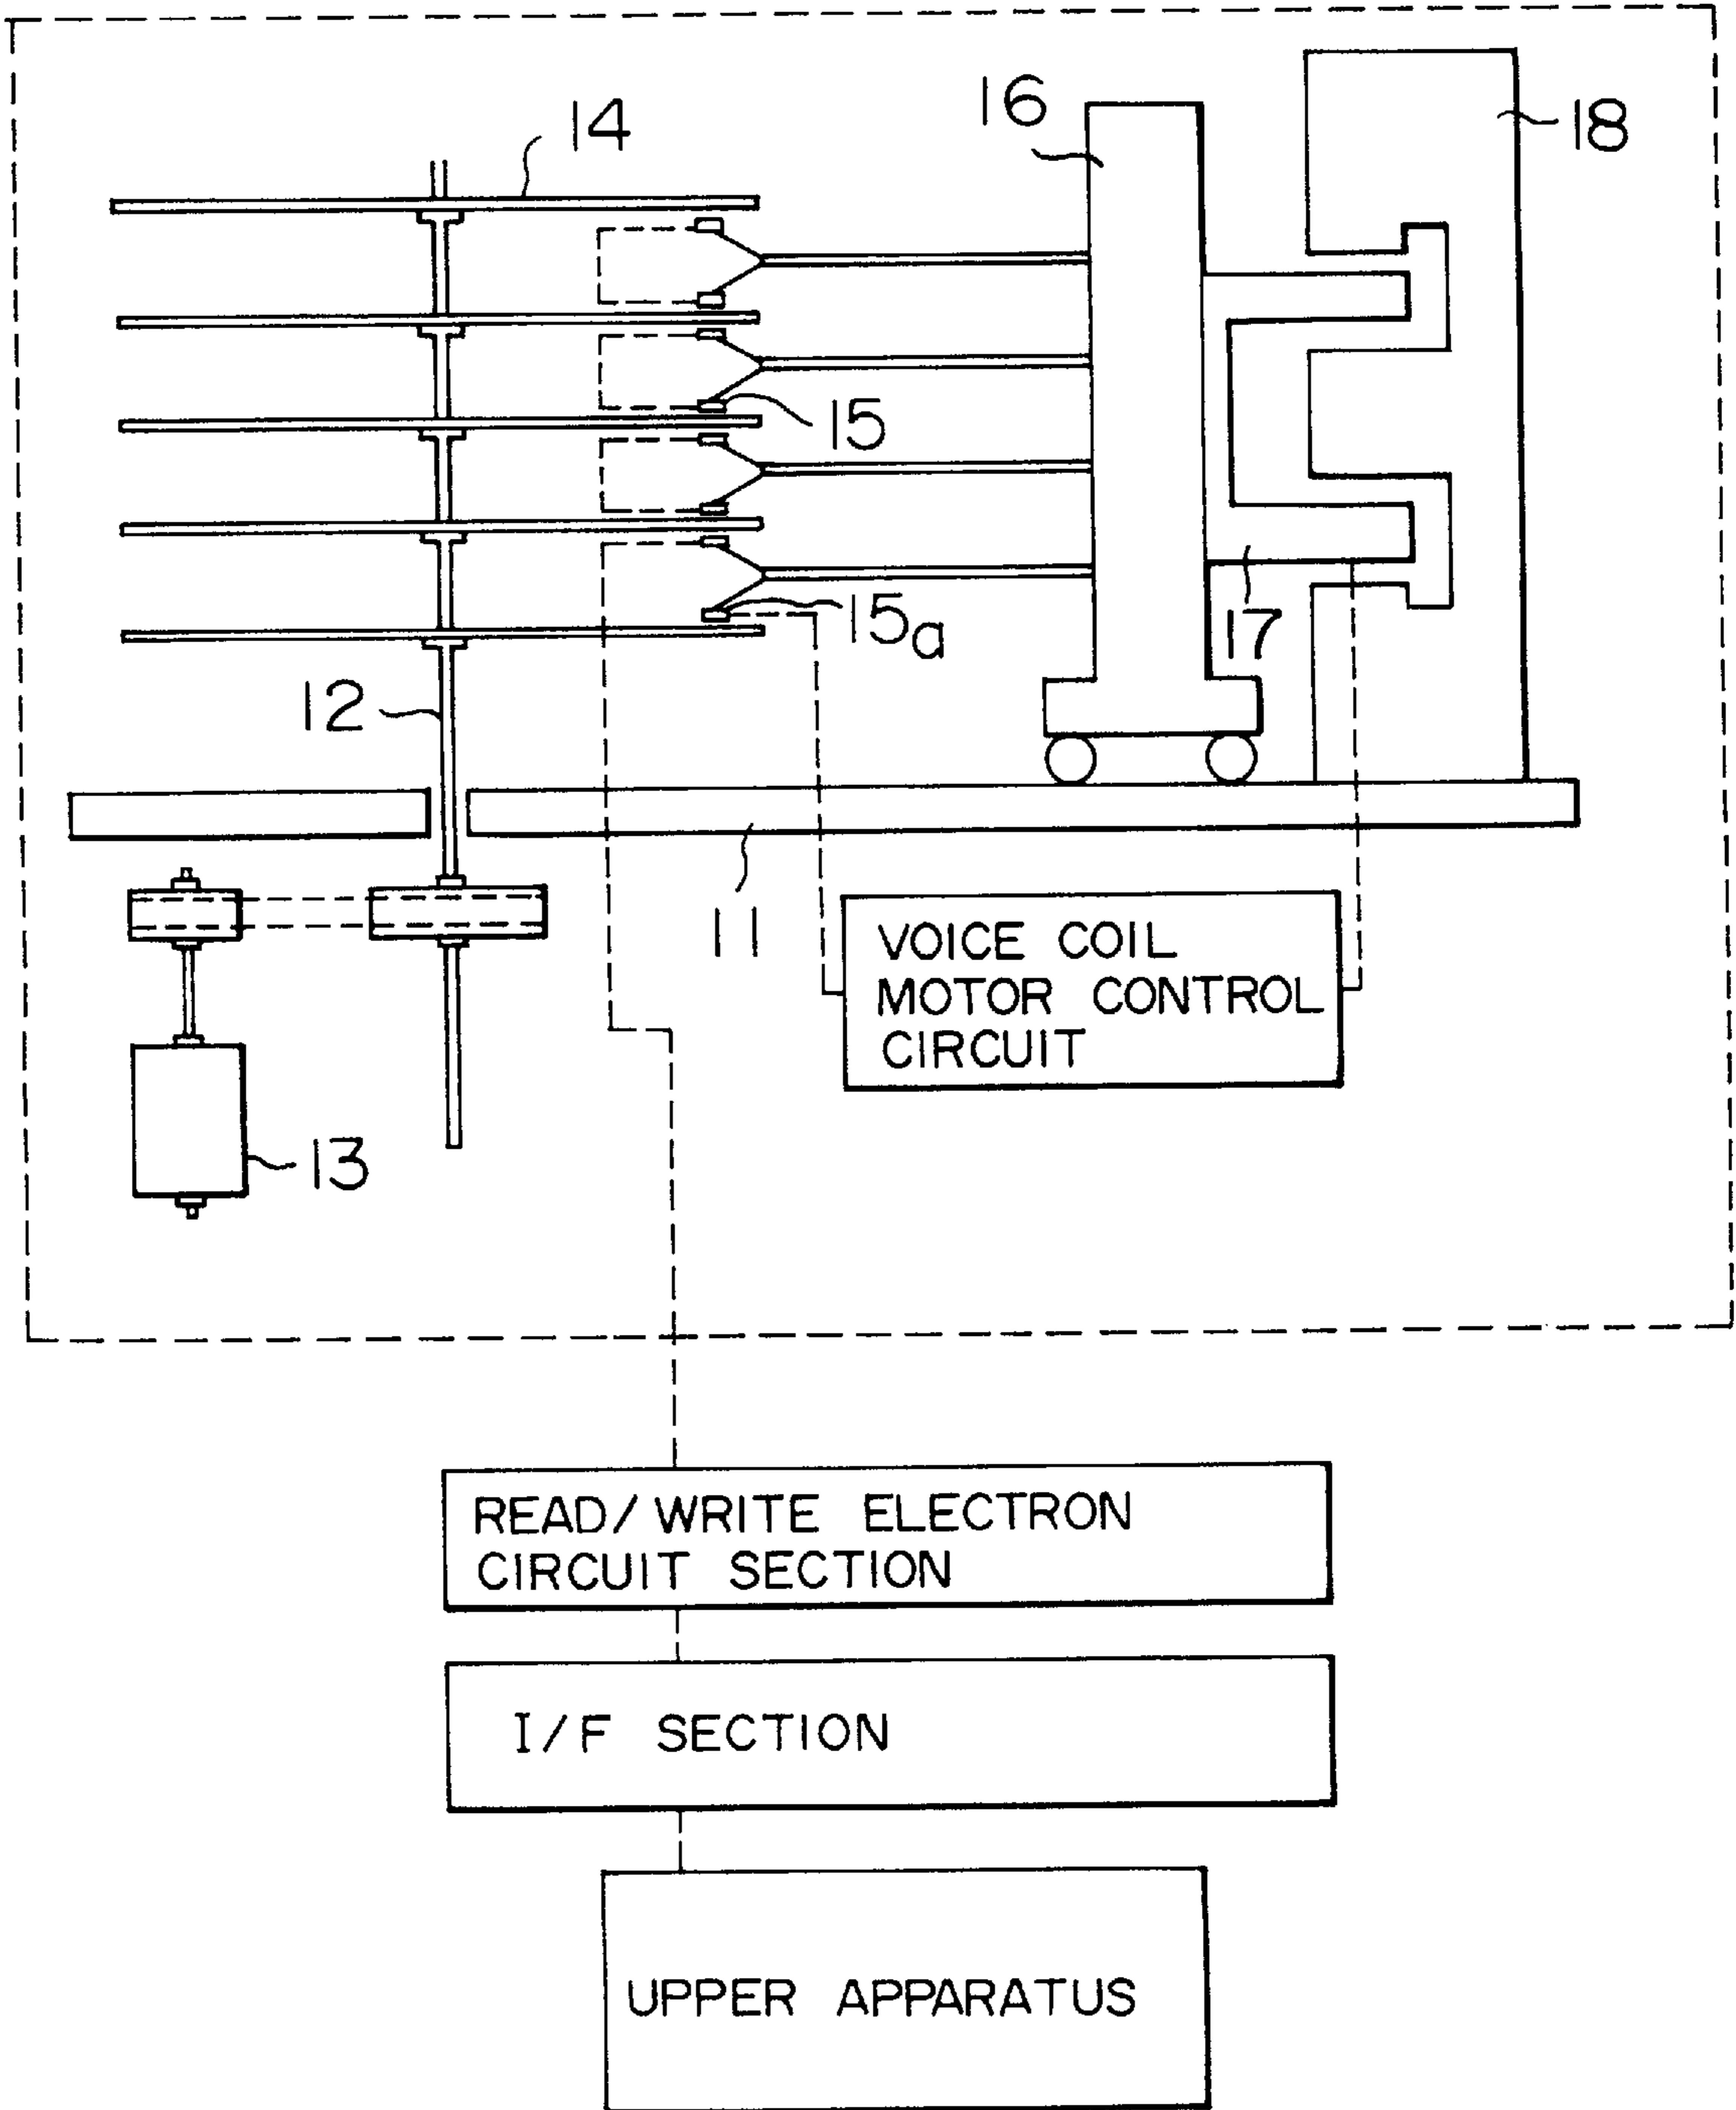 14
16
18
15
15a
17
12
11
VOICE COIL
MOTOR CONTROL
CIRCUIT
13
READ/WRITE ELECTRON
CIRCUIT SECTION
I/F SECTION
UPPER APPARATUS